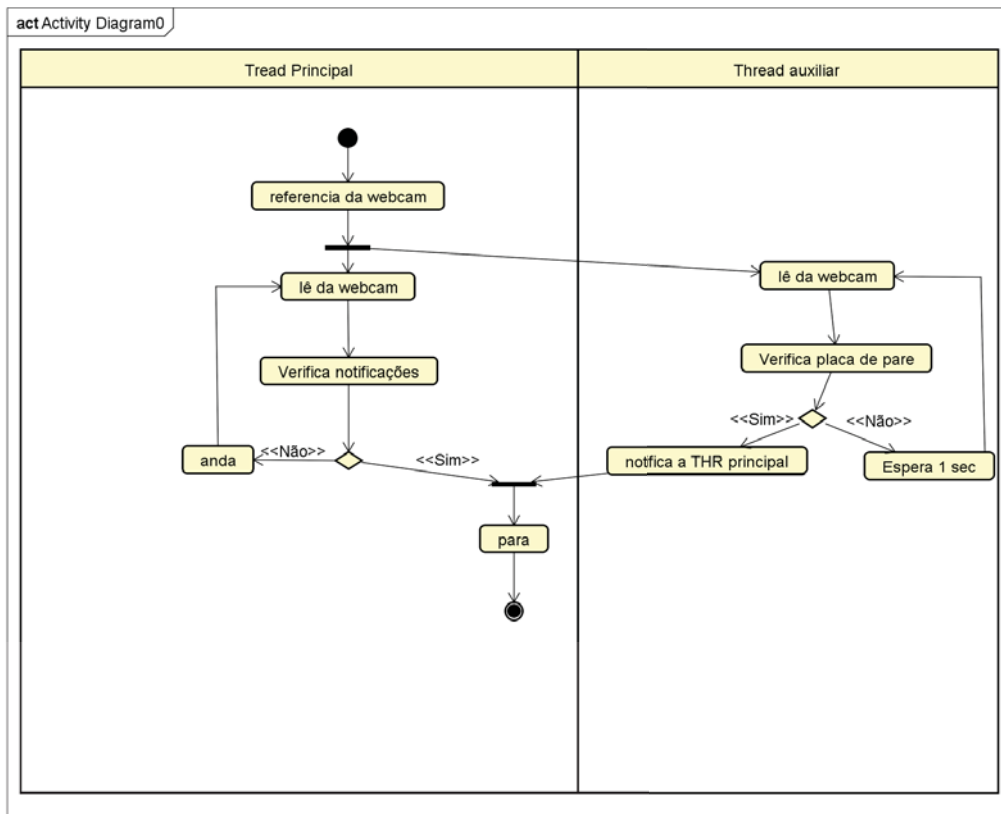 act Activity Diagram0
Tread Principal
Thread auxiliar
referencia da webcam
lê da webcam
Verifica notificações
<<Não>>
anda
<<Sim>>
lê da webcam
Verifica placa de pare
<<Sim>>
<<Não>>
notifica a THR principal
Espera 1 sec
para